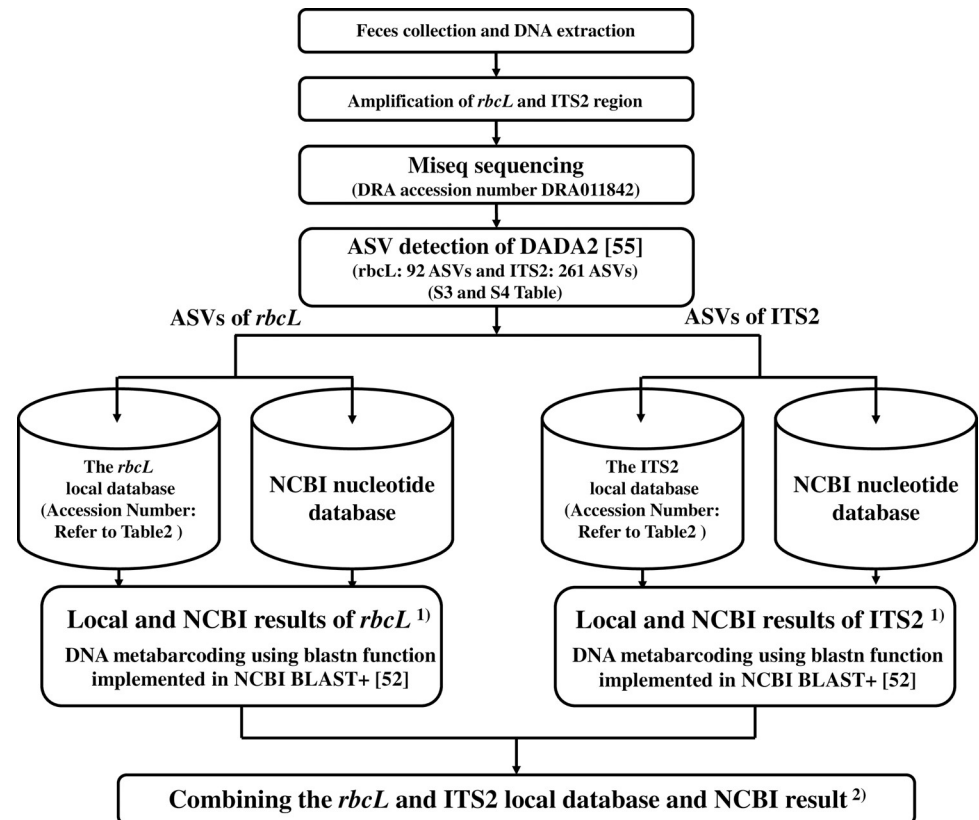 Feces collection and DNA extraction
Amplification of rbcL and ITS2 region
Miseq sequencing
(DRA accession number DRA011842)
ASV detection of DADA2 [55]
(rbcL: 92 ASVs and ITS2: 261 ASVs)
(S3 and S4 Table)
ASVs of rbcL
ASVs of ITS2
The rbcL
local database
(Accession Number:
Refer to Table2 )
NCBI nucleotide
database
The ITS2
local database
(Accession Number:
Refer to Table2 )
NCBI nucleotide
database
Local and NCBI results of rbcL 1)
DNA metabarcoding using blastn function
implemented in NCBI BLAST+ [52]
Local and NCBI results of ITS2 1)
DNA metabarcoding using blastn function
implemented in NCBI BLAST+ [52]
Combining the rbcL and ITS2 local database and NCBI result 2)